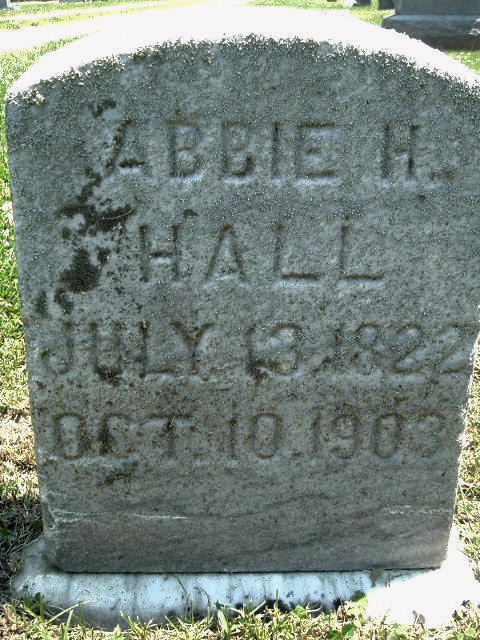 ABBIE H.
HALL
JULY 13, 1822
OCT. 10. 1903